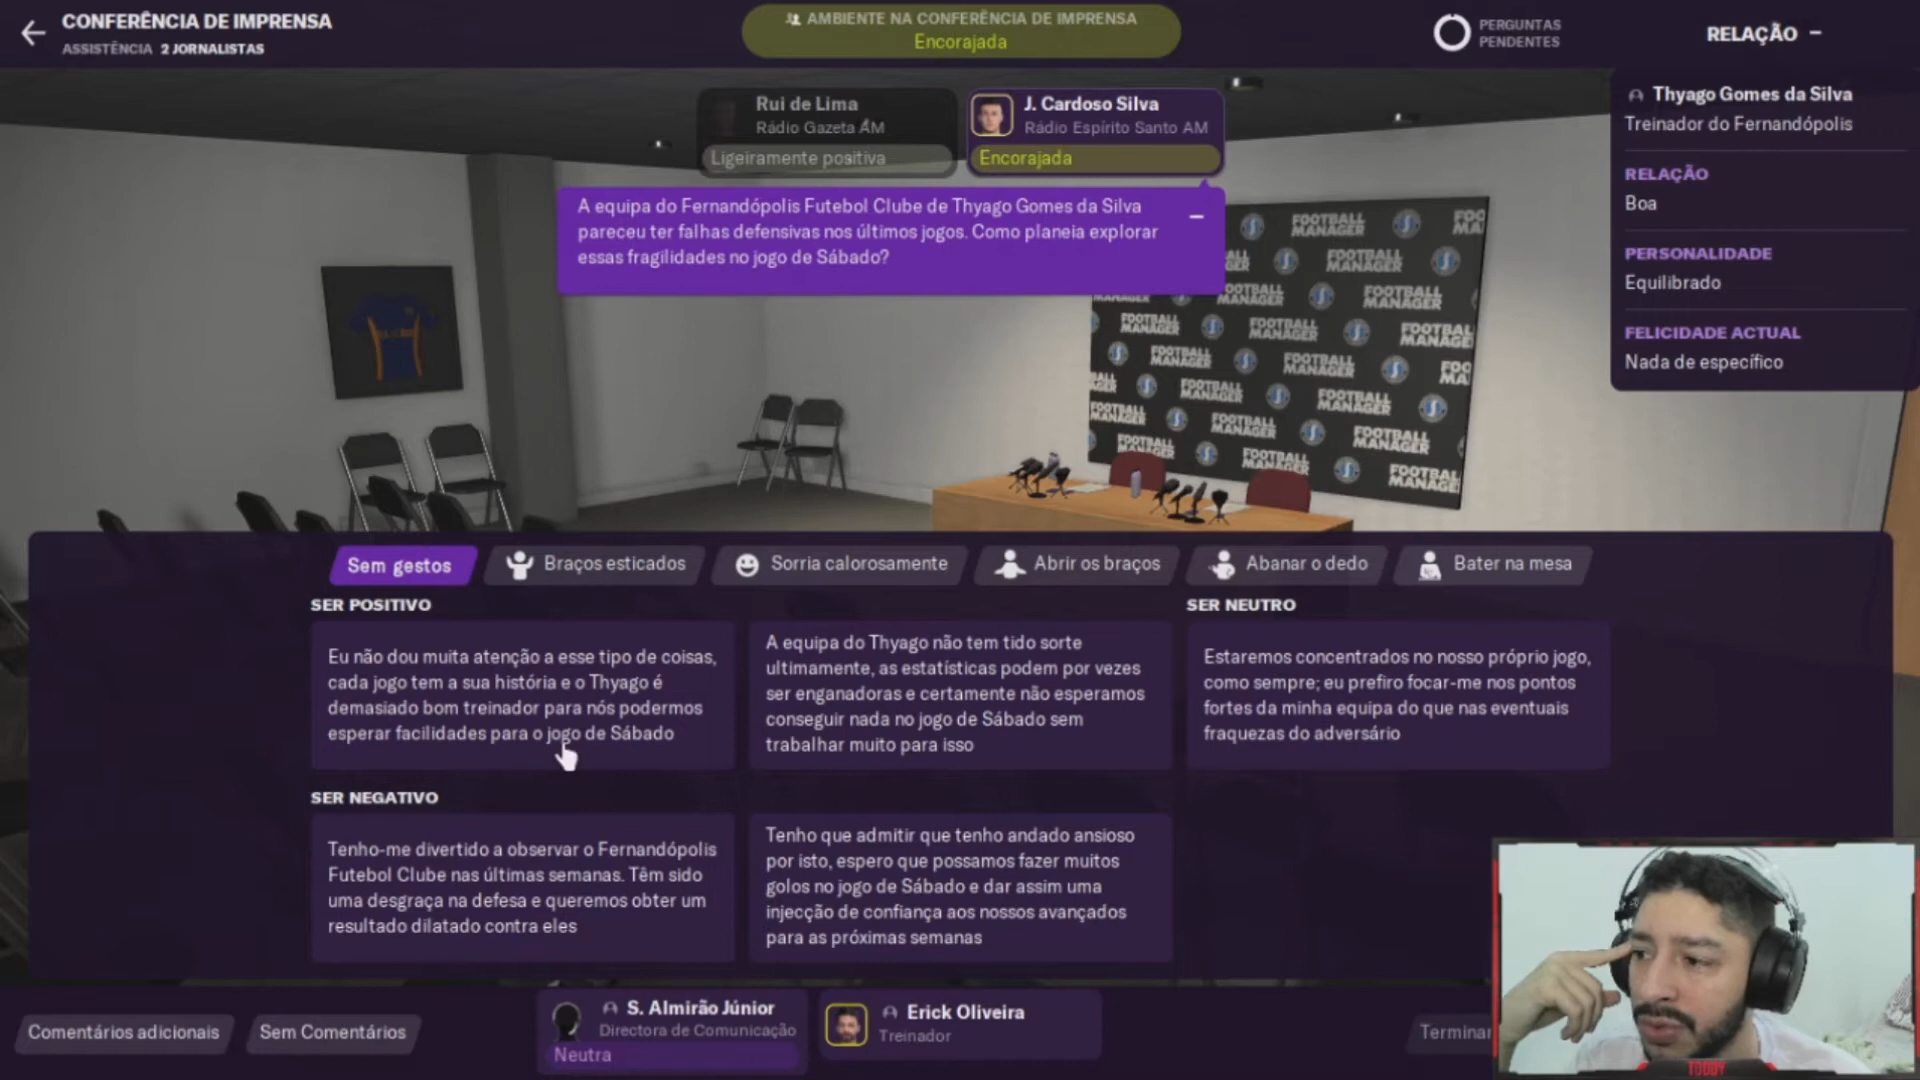 CONFERÊNCIA DE IMPRENSA
ASSISTÊNCIA 2 JORNALISTAS
AMBIENTE NA CONFERÊNCIA DE IMPRENSA
Encorajada
PERGUNTAS
PENDENTES
RELAÇÃO
Rui de Lima
Rádio Gazeta AM
Ligeiramente positiva
J. Cardoso Silva
Rádio Espírito Santo AM
Encorajada
Thyago Gomes da Silva
Treinador do Fernandópolis
RELAÇÃO
Boa
PERSONALIDADE
Equilibrado
FELICIDADE ACTUAL
Nada de específico
A equipa do Fernandópolis Futebol Clube de Thyago Gomes da Silva
pareceu ter falhas defensivas nos últimos jogos. Como planeia explorar
essas fragilidades no jogo de Sábado?
FOOTBALL MANAGER
Sem gestos
Braços esticados
Sorria calorosamente
Abrir os braços
Abanar o dedo
Bater na mesa
SER POSITIVO
Eu não dou muita atenção a esse tipo de coisas,
cada jogo tem a sua história e o Thyago é
demasiado bom treinador para nós podermos
esperar facilidades para o jogo de Sábado
A equipa do Thyago não tem tido sorte
ultimamente, as estatísticas podem por vezes
ser enganadoras e certamente não esperamos
conseguir nada no jogo de Sábado sem
trabalhar muito para isso
SER NEUTRO
Estaremos concentrados no nosso próprio jogo,
como sempre; eu prefiro focar-me nos pontos
fortes da minha equipa do que nas eventuais
fraquezas do adversário
SER NEGATIVO
Tenho-me divertido a observar o Fernandópolis
Futebol Clube nas últimas semanas. Têm sido
uma desgraça na defesa e queremos obter um
resultado dilatado contra eles
Tenho que admitir que tenho andado ansioso
por isto, espero que possamos fazer muitos
golos no jogo de Sábado e dar assim uma
injecção de confiança aos nossos avançados
para as próximas semanas
Comentários adicionais
Sem Comentários
S. Almirão Júnior
Directora de Comunicação
Neutra
Erick Oliveira
Treinador
Terminar
TODDY